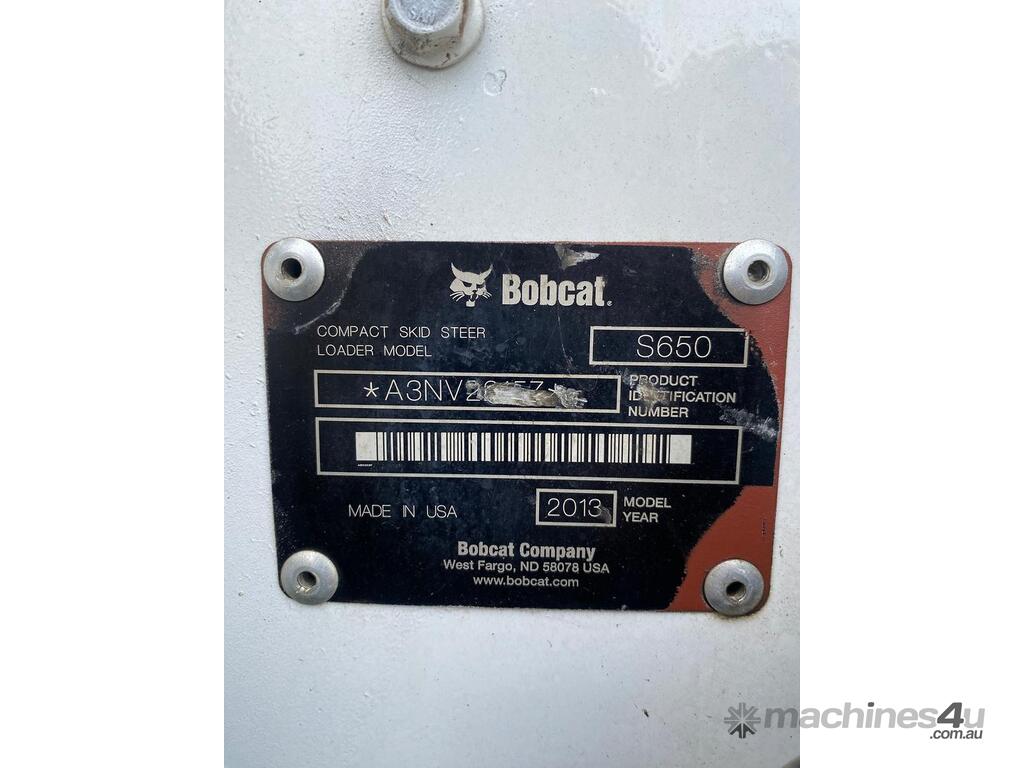 Bobcat.
COMPACT SKID STEER
LOADER MODEL
S650
PRODUCT
IDENTIFICATION
NUMBER
MADE IN USA
2013
MODEL
YEAR
Bobcat Company
West Fargo, ND 58078 USA
www.bobcat.com
machines4u
.com.au